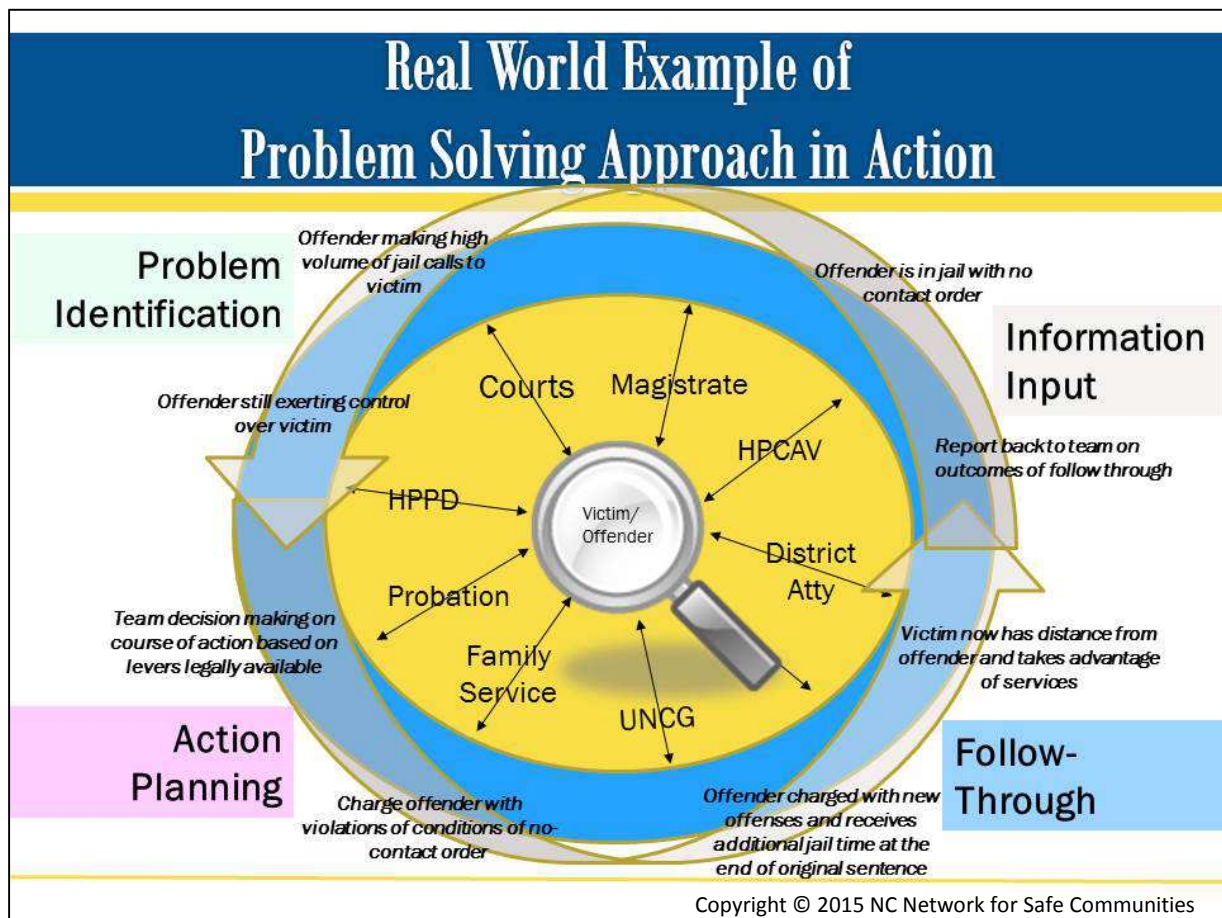 Real World Example of
Problem Solving Approach in Action
Problem
Identification
Offender making high
volume of jail calls to
victim
Offender still exerting control
over victim
Offender is in jail with no
contact order
Information
Input
Report back to team on
outcomes of follow through
Courts
Magistrate
HPCAV
HPPD
Victim/
Offender
District
Atty
Probation
Family
Service
UNCG
Team decision making on
course of action based on
levers legally available
Action
Planning
Charge offender with
violations of conditions of no-
contact order
Victim now has distance from
offender and takes advantage
of services
Follow-
Through
Offender charged with new
offenses and receives
additional jail time at the
end of original sentence
Copyright © 2015 NC Network for Safe Communities